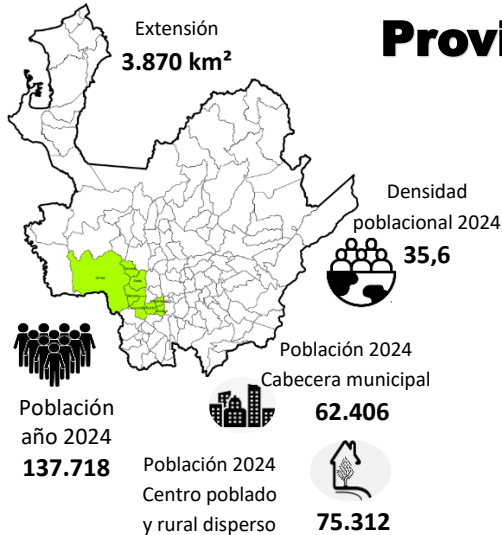 Extensión
3.870 km²
Provi
Densidad
poblacional 2024
35,6
Población 2024
Cabecera municipal
62.406
Población
año 2024
137.718
Población 2024
Centro poblado
y rural disperso
75.312